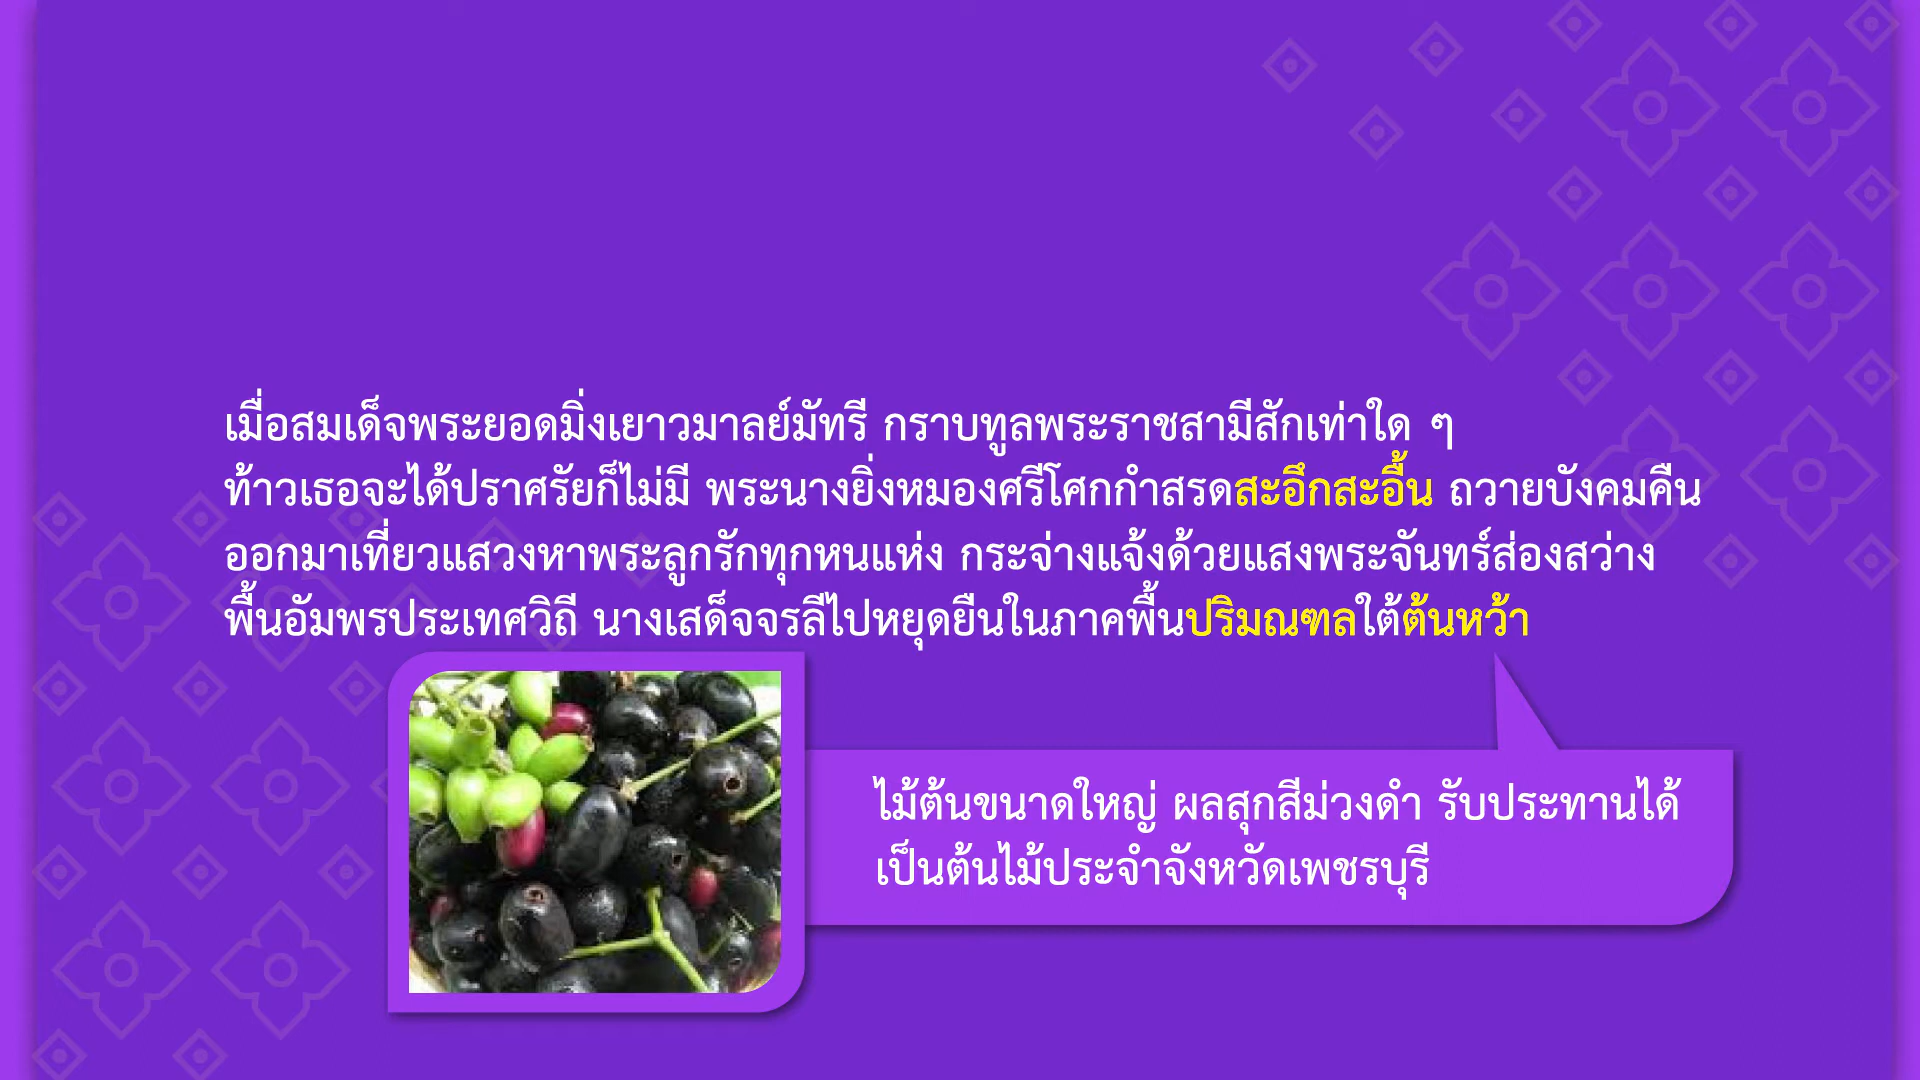 เมื่อสมเด็จพระยอดมิ่งเยาวมาลย์มัทรี กราบทูลพระราชสามีสักเท่าใด ๆ
ท้าวเธอจะได้ปราศรัยก็ไม่มี พระนางยิ่งหมองศรีโศกกำสรดสะอึกสะอื้น ถวายบังคมคืน
ออกมาเที่ยวแสวงหาพระลูกรักทุกหนแห่ง กระจ่างแจ้งด้วยแสงพระจันทร์ส่องสว่าง
พื้นอัมพรประเทศวิถี นางเสด็จจรลีไปหยุดยืนในภาคพื้นปริมณฑลใต้ต้นหว้า
ไม้ต้นขนาดใหญ่ ผลสุกสีม่วงดำ รับประทานได้
เป็นต้นไม้ประจำจังหวัดเพชรบุรี